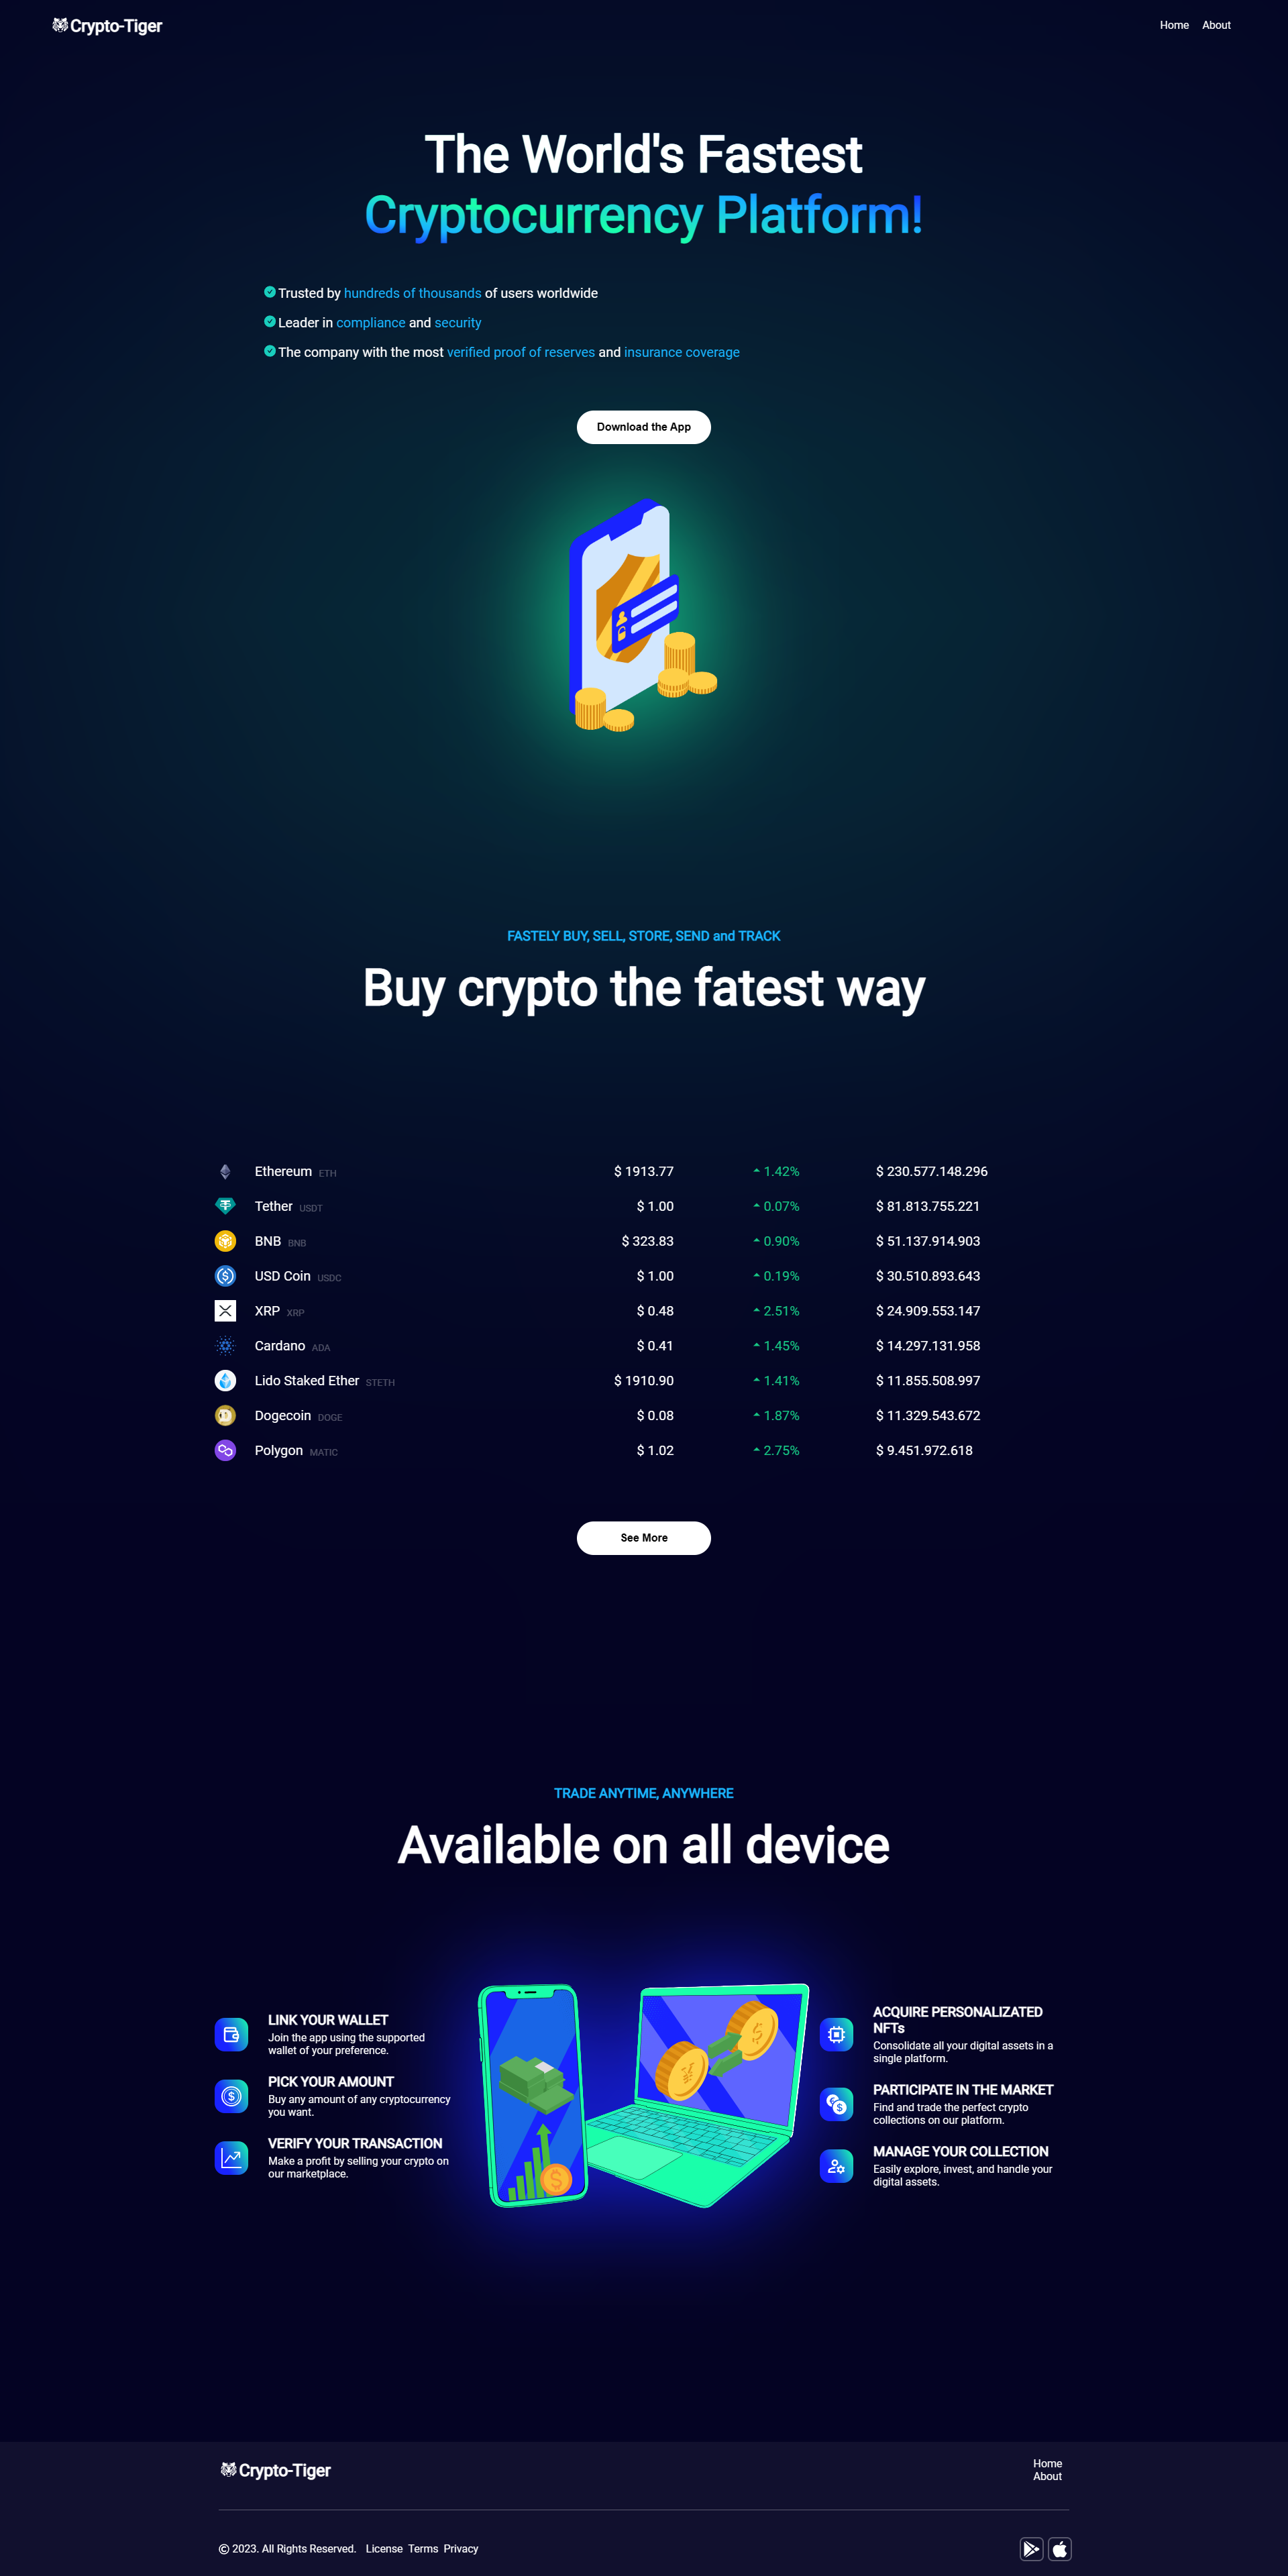 Crypto-Tiger
Home About
The World's Fastest
Cryptocurrency Platform!
Trusted by hundreds of thousands of users worldwide
Leader in compliance and security
The company with the most verified proof of reserves and insurance coverage
Download the App
FASTELY BUY, SELL, STORE, SEND and TRACK
Buy crypto the fatest way
Ethereum ETH $ 1913.77 1.42% $ 230.577.148.296
Tether USDT $ 1.00 0.07% $ 81.813.755.221
BNB BNB $ 323.83 0.90% $ 51.137.914.903
USD Coin USDC $ 1.00 0.19% $ 30.510.893.643
XRP XRP $ 0.48 2.51% $ 24.909.553.147
Cardano ADA $ 0.41 1.45% $ 14.297.131.958
Lido Staked Ether STETH $ 1910.90 1.41% $ 11.855.508.997
Dogecoin DOGE $ 0.08 1.87% $ 11.329.543.672
Polygon MATIC $ 1.02 2.75% $ 9.451.972.618
See More
TRADE ANYTIME, ANYWHERE
Available on all device
LINK YOUR WALLET
Join the app using the supported
wallet of your preference.
PICK YOUR AMOUNT
Buy any amount of any cryptocurrency
you want.
VERIFY YOUR TRANSACTION
Make a profit by selling your crypto on
our marketplace.
ACQUIRE PERSONALIZATED
NFTs
Consolidate all your digital assets in a
single platform.
PARTICIPATE IN THE MARKET
Find and trade the perfect crypto
collections on our platform.
MANAGE YOUR COLLECTION
Easily explore, invest, and handle your
digital assets.
Crypto-Tiger
Home
About
© 2023. All Rights Reserved. License Terms Privacy